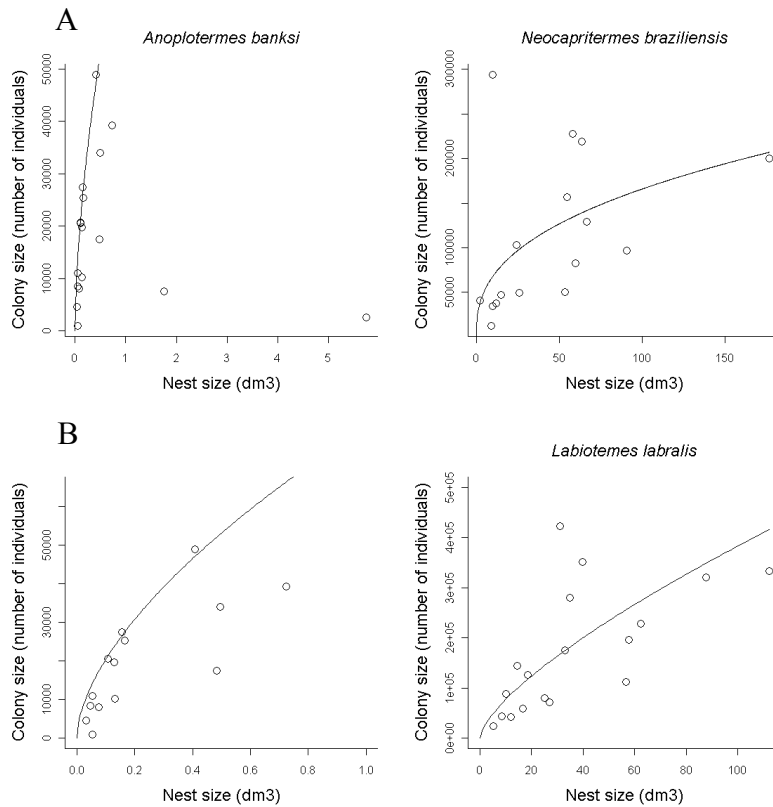 A
Anoplotermes banksi
Colony size (number of individuals)
0 10000 20000 30000 40000 50000
0 1 2 3 4 5
Nest size (dm3)
Neocapritermes braziliensis
Colony size (number of individuals)
50000 100000 200000 300000
0 50 100 150
Nest size (dm3)
B
Colony size (number of individuals)
0 10000 30000 50000
0.0 0.2 0.4 0.6 0.8 1.0
Nest size (dm3)
Labiotemes labralis
Colony size (number of individuals)
0e+00 1e+05 2e+05 3e+05 4e+05 5e+05
0 20 40 60 80 100
Nest size (dm3)